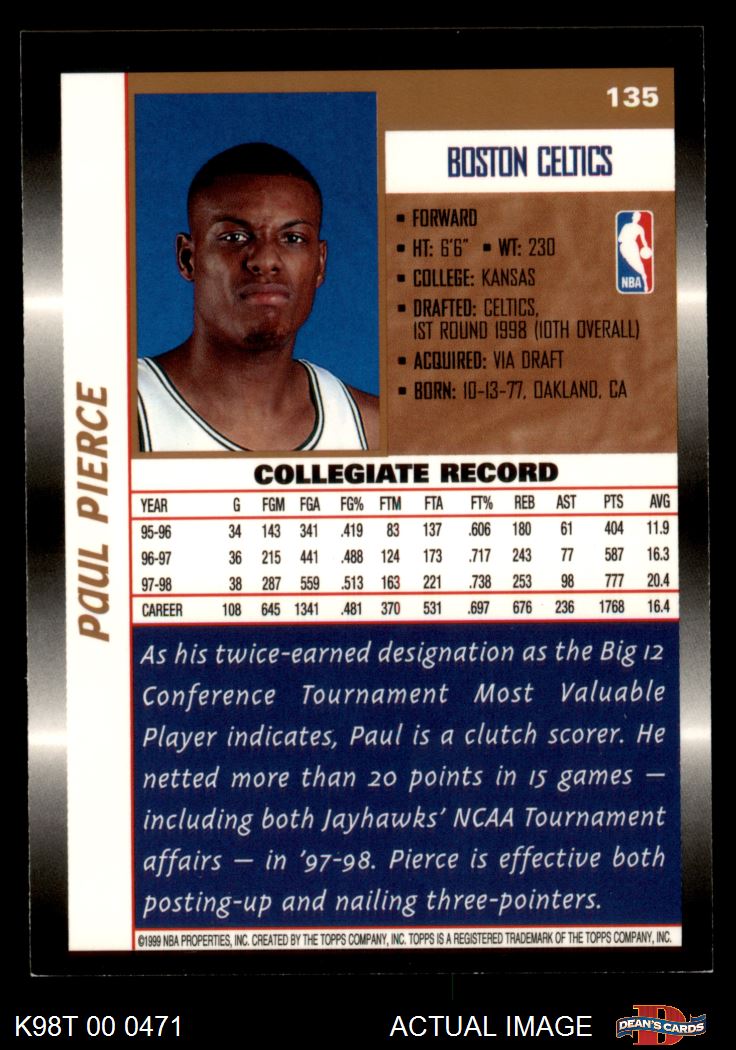 135
BOSTON CELTICS
▪ FORWARD
▪ HT: 6'6" ▪ WT: 230
▪ COLLEGE: KANSAS
▪ DRAFTED: CELTICS,
1ST ROUND 1998 (10TH OVERALL)
▪ ACQUIRED: VIA DRAFT
▪ BORN: 10-13-77, OAKLAND, CA
NBA
PAUL PIERCE
COLLEGIATE RECORD
YEAR G FGM FGA FG% FTM FTA FT% REB AST PTS AVG
95-96 34 143 341 .419 83 137 .606 180 61 404 11.9
96-97 36 215 441 .488 124 173 .717 243 77 587 16.3
97-98 38 287 559 .513 163 221 .738 253 98 777 20.4
CAREER 108 645 1341 .481 370 531 .697 676 236 1768 16.4
As his twice-earned designation as the Big 12
Conference Tournament Most Valuable
Player indicates, Paul is a clutch scorer. He
netted more than 20 points in 15 games —
including both Jayhawks' NCAA Tournament
affairs — in '97-98. Pierce is effective both
posting-up and nailing three-pointers.
©1999 NBA PROPERTIES, INC. CREATED BY THE TOPPS COMPANY, INC. TOPPS IS A REGISTERED TRADEMARK OF THE TOPPS COMPANY, INC.
K98T 00 0471 ACTUAL IMAGE
D
DEAN'S CARDS